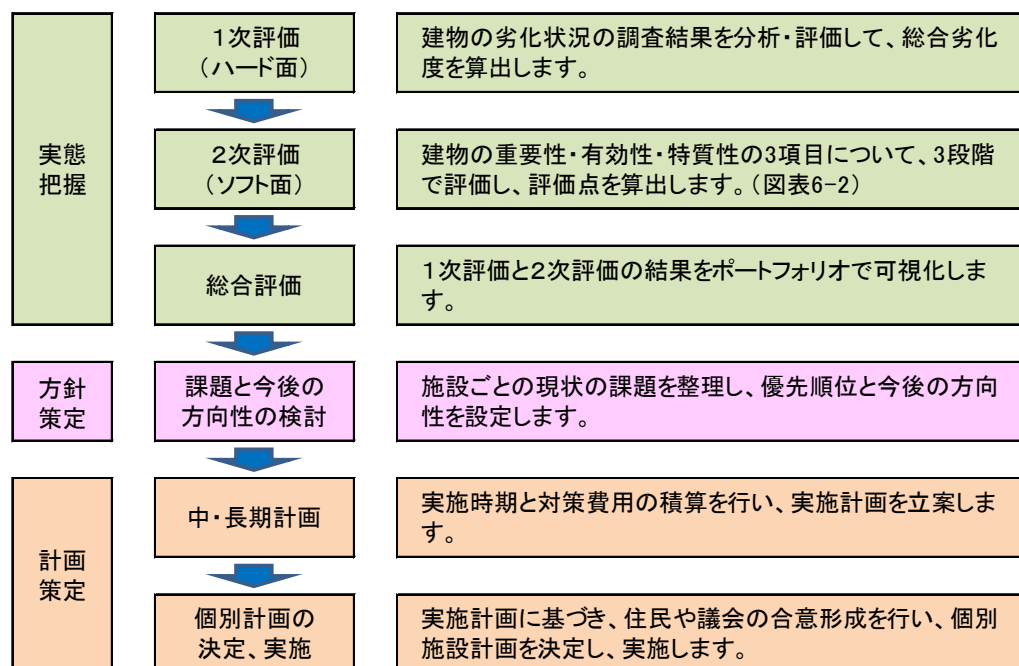 実態
把握
1次評価
（ハード面）
建物の劣化状況の調査結果を分析・評価して、総合劣化
度を算出します。
2次評価
（ソフト面）
建物の重要性・有効性・特質性の3項目について、3段階
で評価し、評価点を算出します。（図表6-2）
総合評価
1次評価と2次評価の結果をポートフォリオで可視化しま
す。
方針
策定
課題と今後の
方向性の検討
施設ごとの現状の課題を整理し、優先順位と今後の方向
性を設定します。
計画
策定
中・長期計画
実施時期と対策費用の積算を行い、実施計画を立案しま
す。
個別計画の
決定、実施
実施計画に基づき、住民や議会の合意形成を行い、個別
施設計画を決定し、実施します。